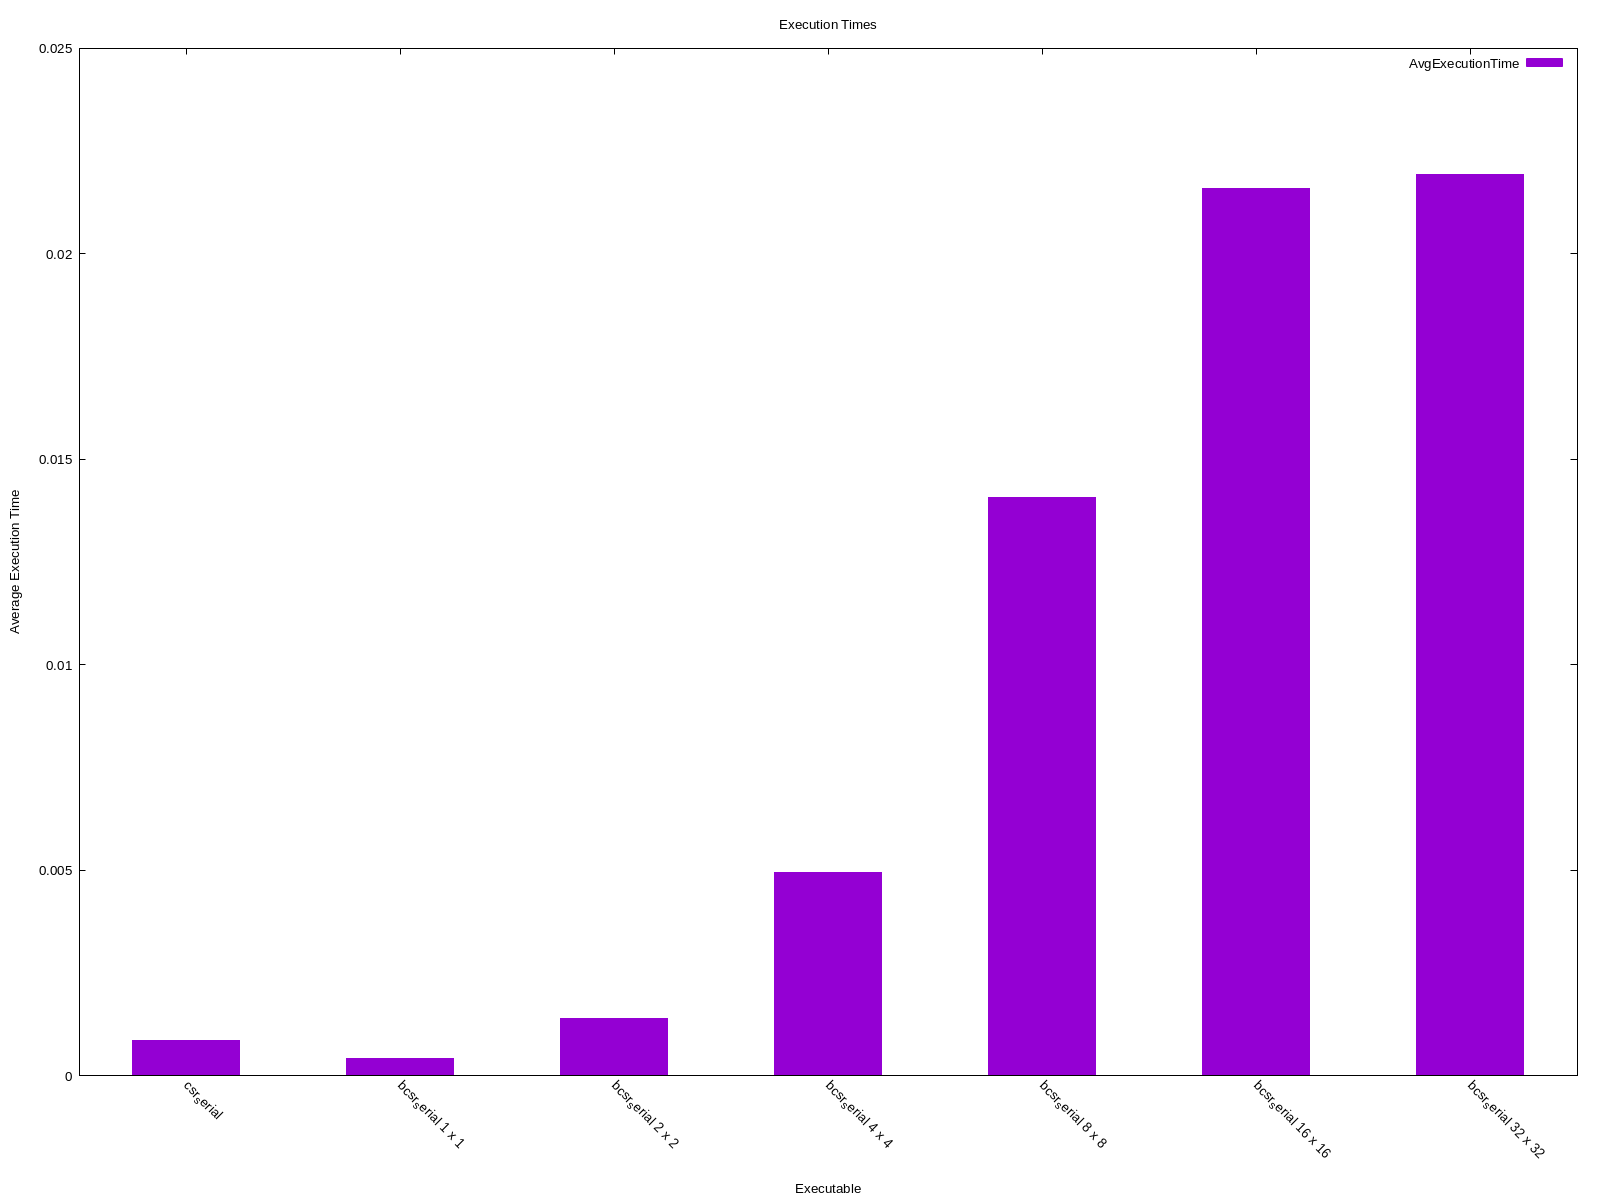 Execution Times
AvgExecutionTime
0.025
0.02
0.015
0.01
0.005
0
Average Execution Time
csrserial
bcsrserial 1 x 1
bcsrserial 2 x 2
bcsrserial 4 x 4
bcsrserial 8 x 8
bcsrserial 16 x 16
bcsrserial 32 x 32
Executable